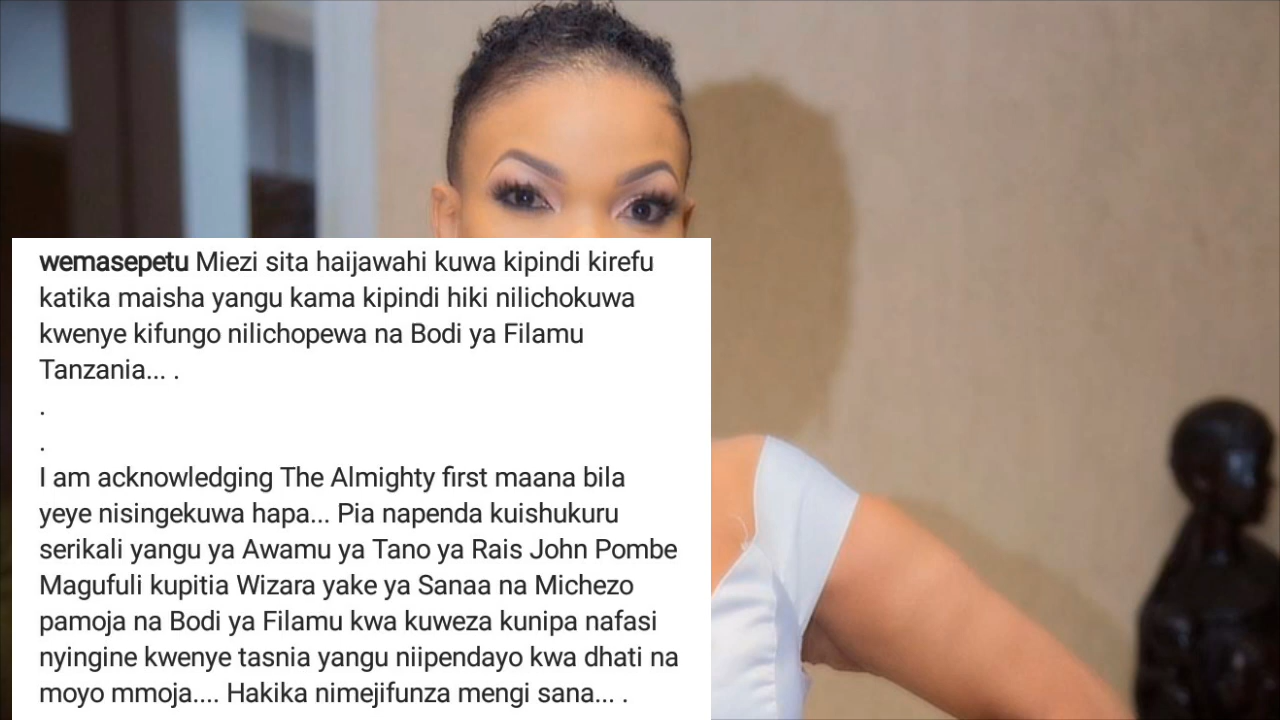 wemasepetu Miezi sita haijawahi kuwa kipindi kirefu
katika maisha yangu kama kipindi hiki nilichokuwa
kwenye kifungo nilichopewa na Bodi ya Filamu
Tanzania... .
.
.
I am acknowledging The Almighty first maana bila
yeye nisingekuwa hapa... Pia napenda kuishukuru
serikali yangu ya Awamu ya Tano ya Rais John Pombe
Magufuli kupitia Wizara yake ya Sanaa na Michezo
pamoja na Bodi ya Filamu kwa kuweza kunipa nafasi
nyingine kwenye tasnia yangu niipendayo kwa dhati na
moyo mmoja.... Hakika nimejifunza mengi sana... .